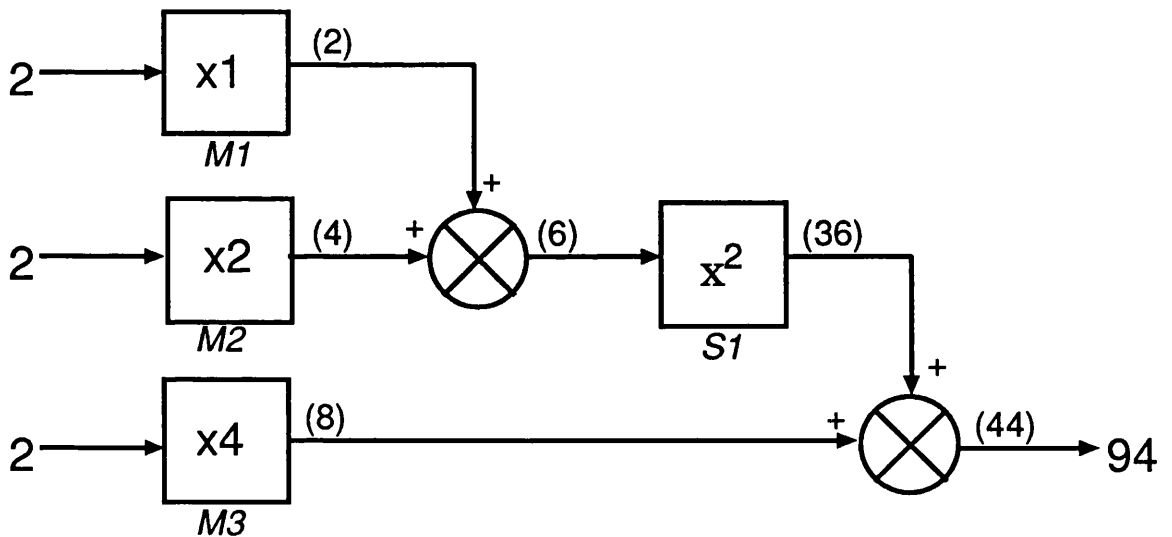 2 x1 (2)
M1
+
2 x2 (4) + (6) x² (36)
M2 S1
+
2 x4 (8) + (44) 94
M3